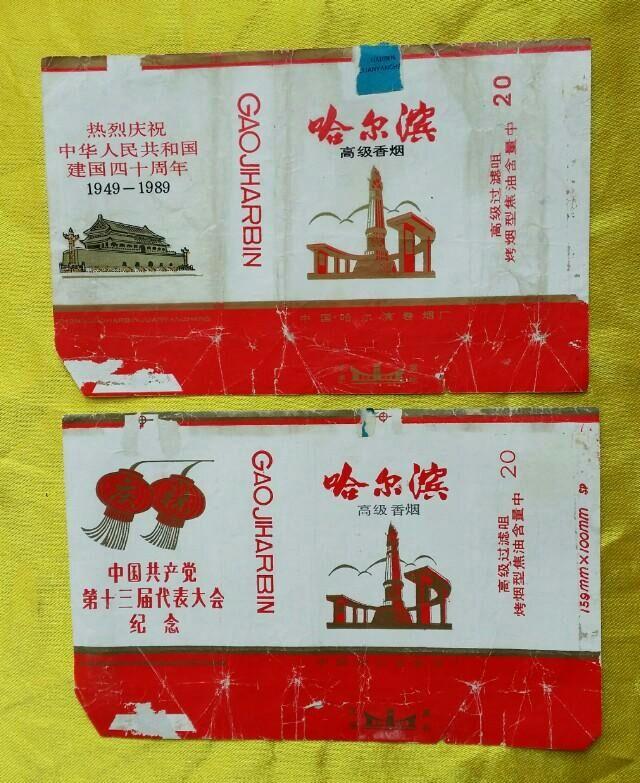 热烈庆祝
中华人民共和国
建国四十周年
1949－1989
GAOJIHARBIN
哈尔滨
高级香烟
中国·哈尔滨卷烟厂
高级过滤咀
烤烟型焦油含量中
20
庆祝
中国共产党
第十三届代表大会
纪念
GAOJIHARBIN
哈尔滨
高级香烟
高级过滤咀
烤烟型焦油含量中
20
159mm×100mm SP